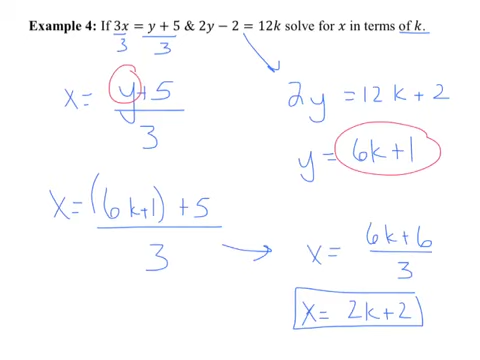 Example 4: If 3x = y + 5 & 2y − 2 = 12k solve for x in terms of k.
3 3
x = y+5
3
2y = 12k + 2
y = 6k+1
x = (6k+1) + 5
3
x = 6k+6
3
x = 2k+2